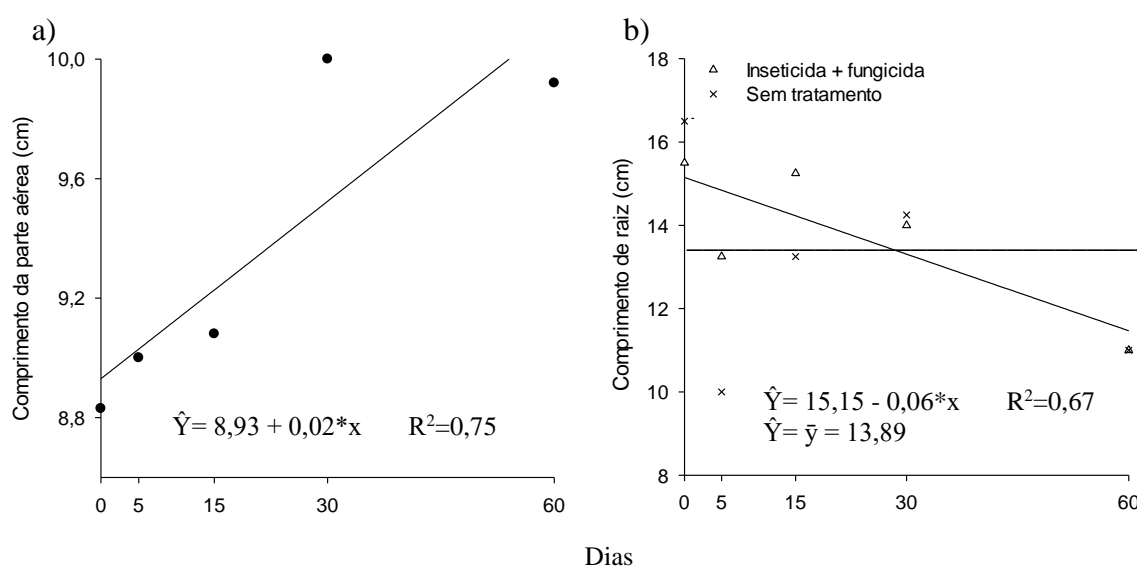 a)
Comprimento da parte aérea (cm)
10,0
9,6
9,2
8,8
Ŷ= 8,93 + 0,02*x R²=0,75
0 5 15 30 60
b)
Comprimento de raiz (cm)
18
16
14
12
10
8
Inseticida + fungicida
Sem tratamento
Ŷ= 15,15 - 0,06*x R²=0,67
Ŷ= ȳ = 13,89
0 5 15 30 60
Dias